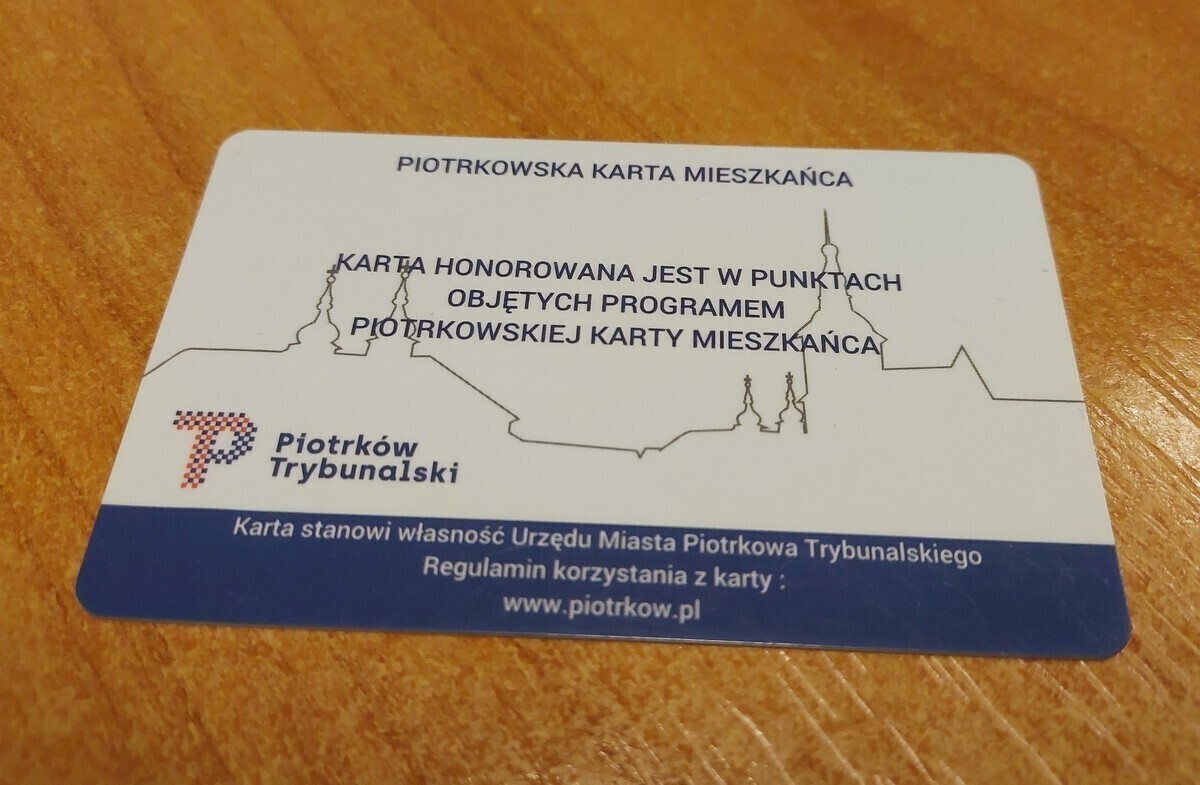 PIOTRKOWSKA KARTA MIESZKAŃCA
KARTA HONOROWANA JEST W PUNKTACH
OBJĘTYCH PROGRAMEM
PIOTRKOWSKIEJ KARTY MIESZKAŃCA
Piotrków
Trybunalski
Karta stanowi własność Urzędu Miasta Piotrkowa Trybunalskiego
Regulamin korzystania z karty :
www.piotrkow.pl